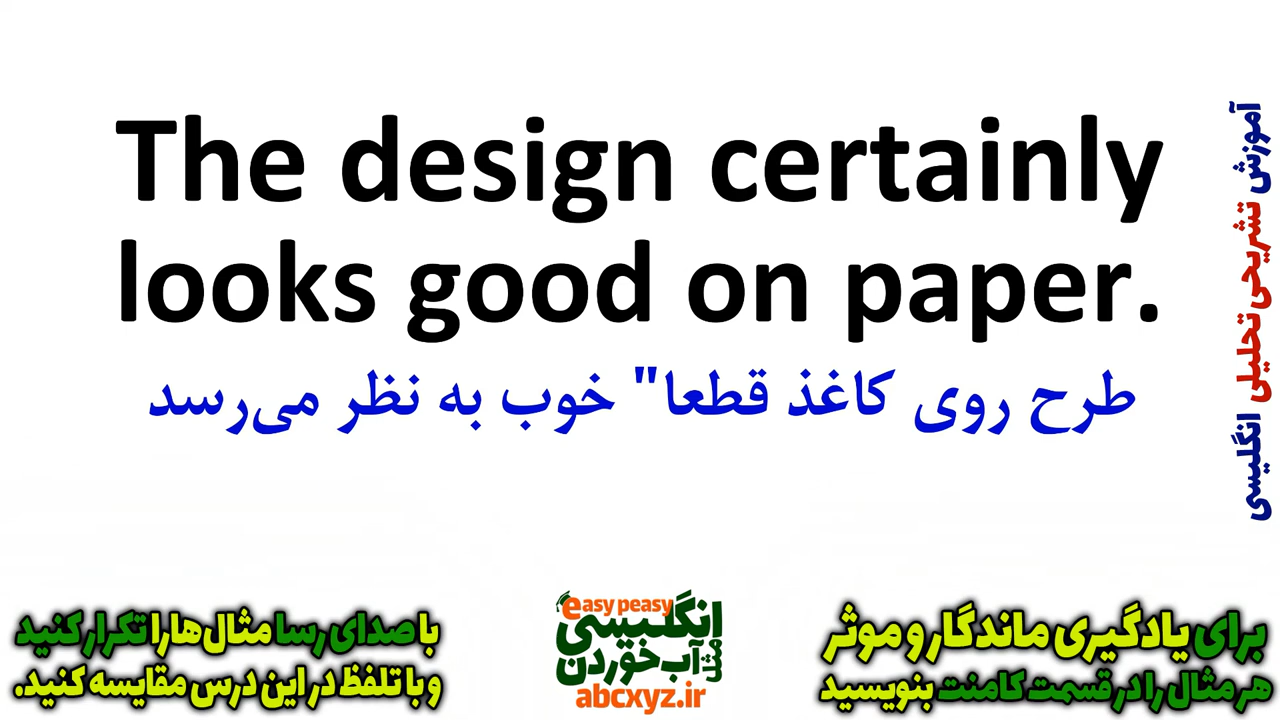 The design certainly
looks good on paper.
طرح روی کاغذ قطعا" خوب به نظر می‌رسد
آموزش تشریحی تحلیلی انگلیسی
برای یادگیری ماندگار و موثر
هر مثال را در قسمت کامنت بنویسید
easy peasy
انگلیسی
مثل
آب خوردن
abcxyz.ir
با صدای رسا مثال‌ها را تکرار کنید
و با تلفظ در این درس مقایسه کنید.